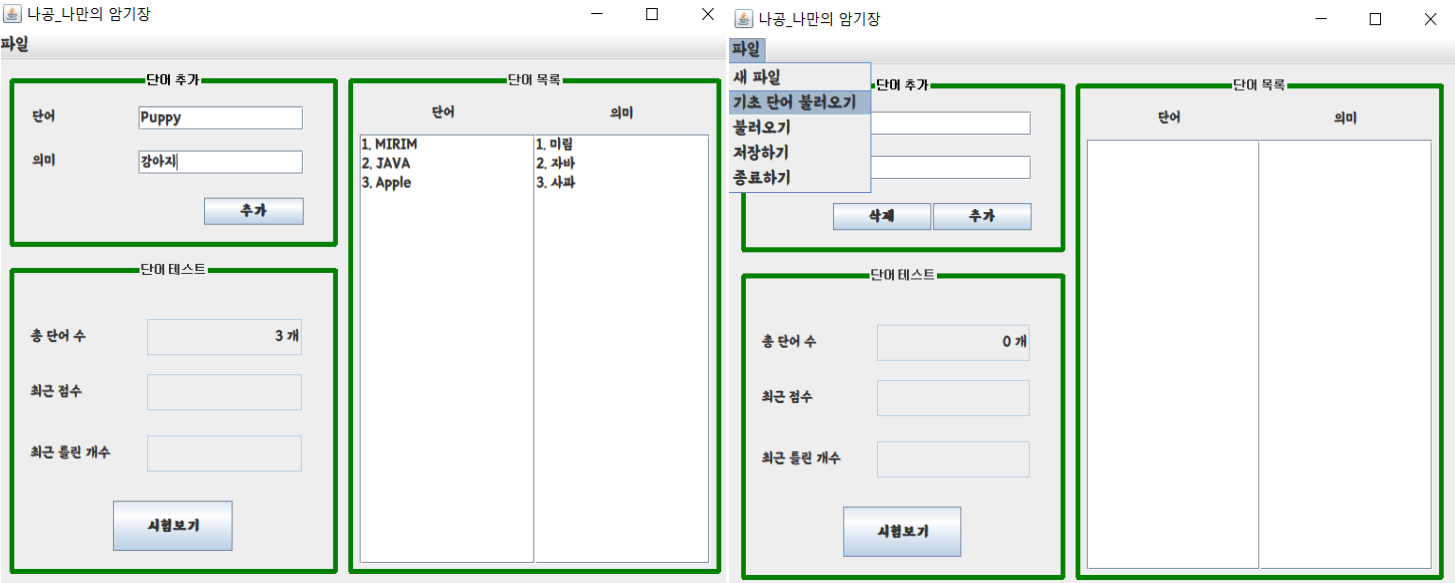 나공_나만의 암기장
파일
단어 추가
단어
Puppy
의미
강아지
추가
단어 테스트
총 단어 수
3 개
최근 점수
최근 틀린 개수
시험보기
단어 목록
단어
의미
1. MIRIM
1. 미림
2. JAVA
2. 자바
3. Apple
3. 사과
나공_나만의 암기장
파일
새 파일
기초 단어 불러오기
불러오기
저장하기
종료하기
단어 추가
삭제
추가
단어 테스트
총 단어 수
0 개
최근 점수
최근 틀린 개수
시험보기
단어 목록
단어
의미